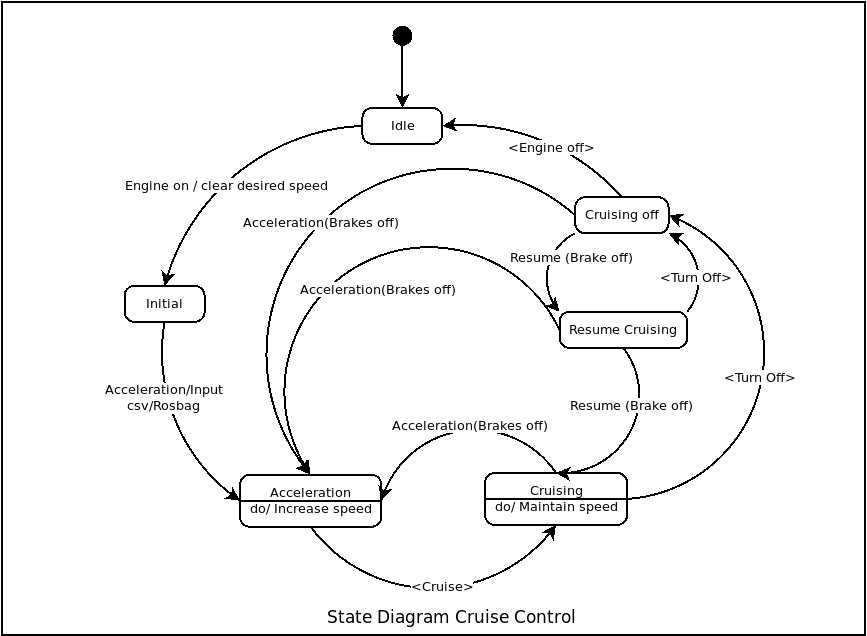 Idle
<Engine off>
Engine on / clear desired speed
Cruising off
Acceleration(Brakes off)
Resume (Brake off)
<Turn Off>
Acceleration(Brakes off)
Initial
Resume Cruising
<Turn Off>
Acceleration/Input
csv/Rosbag
Resume (Brake off)
Acceleration(Brakes off)
Acceleration
do/ Increase speed
Cruising
do/ Maintain speed
<Cruise>
State Diagram Cruise Control